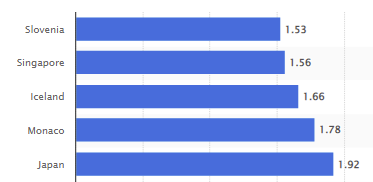 Slovenia 1.53
Singapore 1.56
Iceland 1.66
Monaco 1.78
Japan 1.92